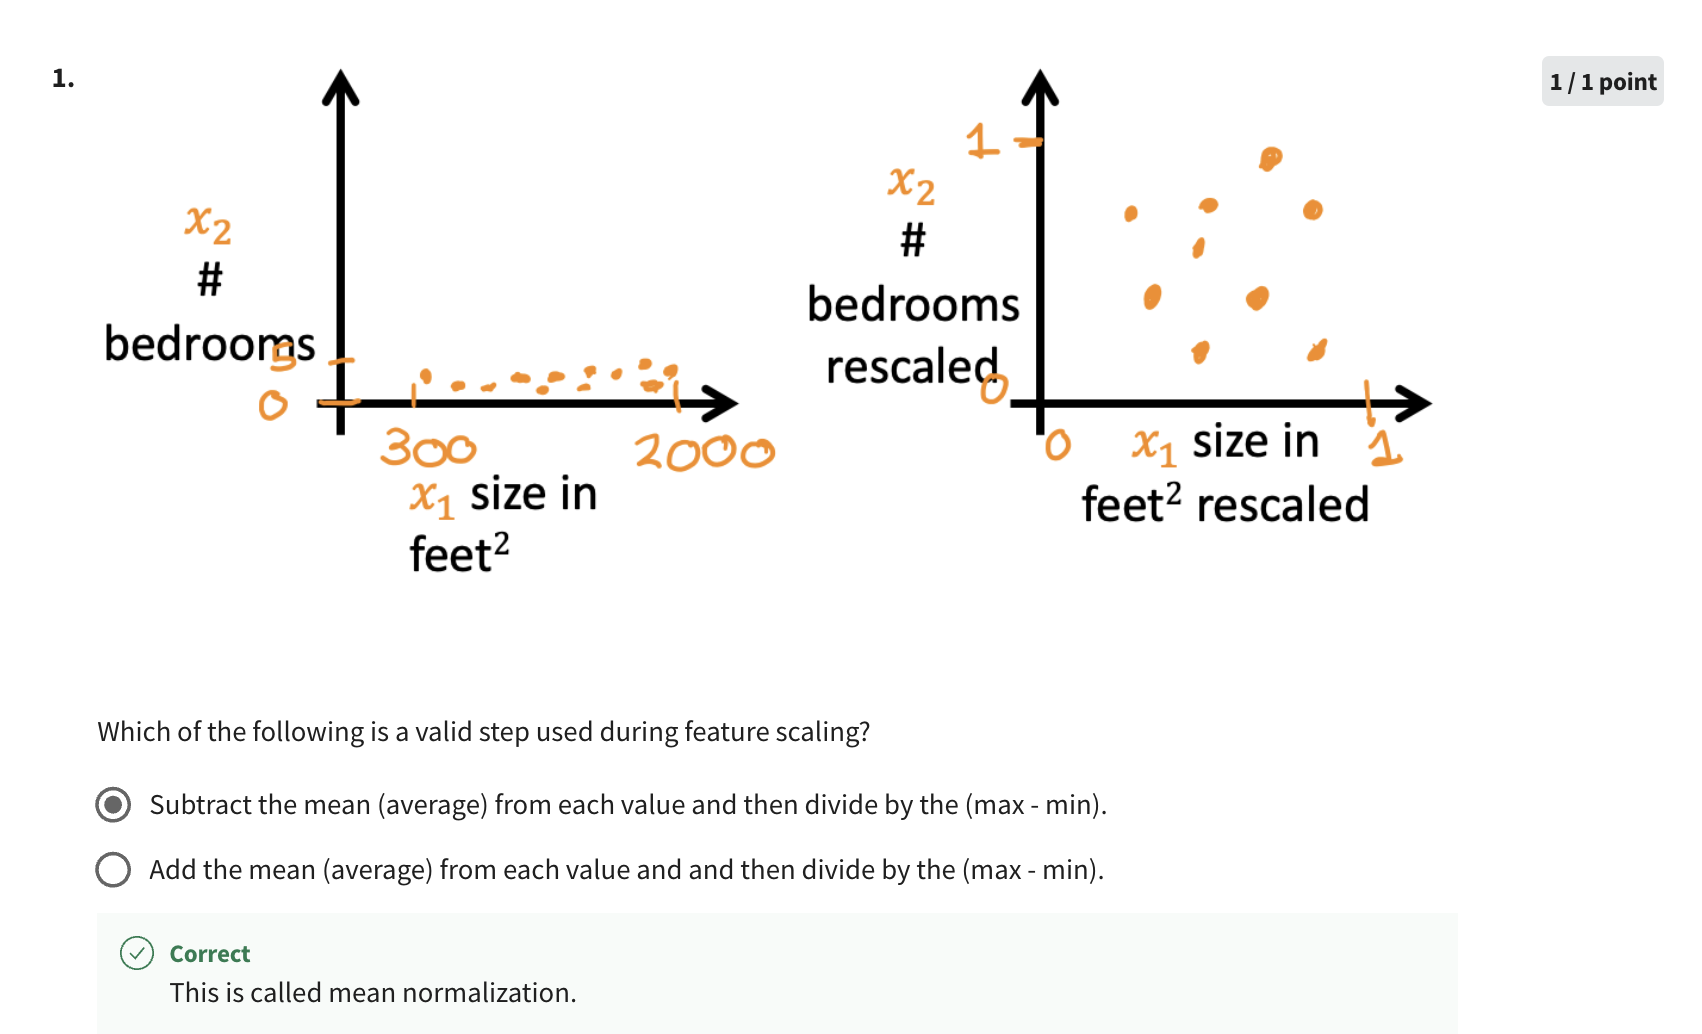 1.
1 / 1 point
x₂
#
bedrooms
5
0
300
2000
x₁ size in
feet²
1
x₂
#
bedrooms
rescaled
0
0
x₁ size in
1
feet² rescaled
Which of the following is a valid step used during feature scaling?
Subtract the mean (average) from each value and then divide by the (max - min).
Add the mean (average) from each value and and then divide by the (max - min).
Correct
This is called mean normalization.